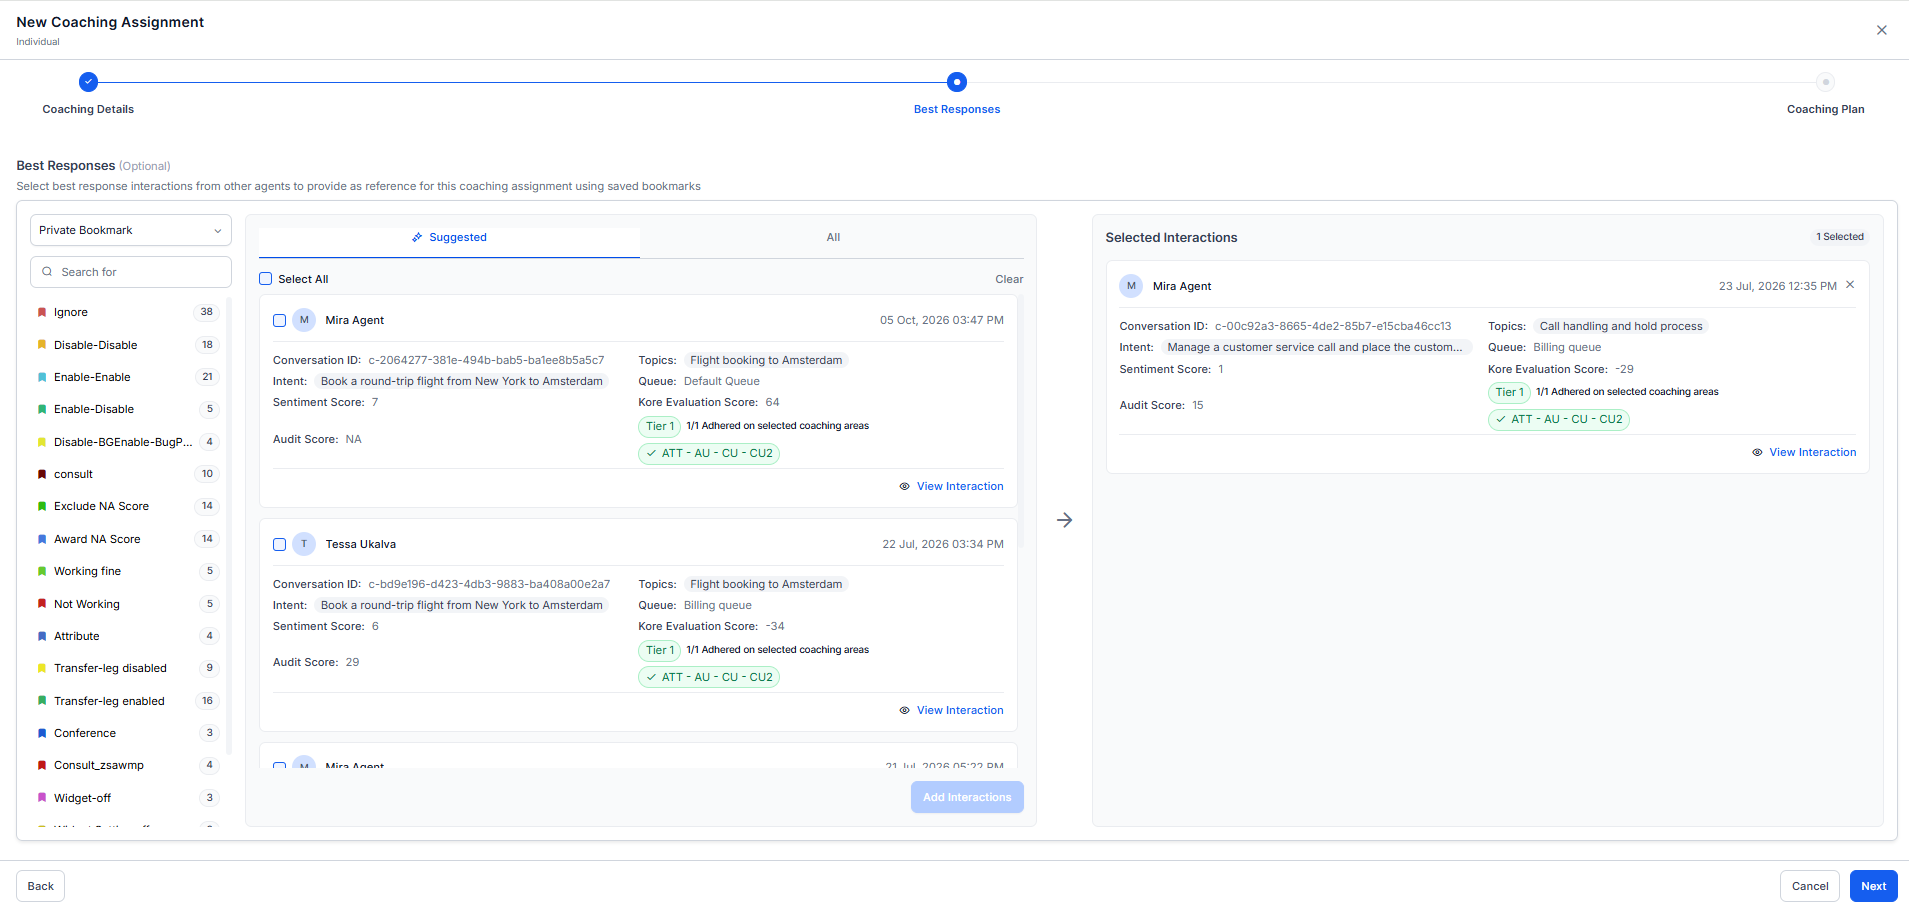 New Coaching Assignment
Individual
Coaching Details
Best Responses
Coaching Plan
Best Responses (Optional)
Select best response interactions from other agents to provide as reference for this coaching assignment using saved bookmarks
Private Bookmark
Search for
Ignore 38
Disable-Disable 18
Enable-Enable 21
Enable-Disable 5
Disable-BGEnable-BugP... 4
consult 10
Exclude NA Score 14
Award NA Score 14
Working fine 5
Not Working 5
Attribute 4
Transfer-leg disabled 9
Transfer-leg enabled 16
Conference 3
Consult_zsawmp 4
Widget-off 3
Suggested
All
Select All
Clear
M Mira Agent 05 Oct, 2026 03:47 PM
Conversation ID: c-2064277-381e-494b-bab5-ba1ee8b5a5c7
Topics: Flight booking to Amsterdam
Intent: Book a round-trip flight from New York to Amsterdam
Queue: Default Queue
Sentiment Score: 7
Kore Evaluation Score: 64
Tier 1 1/1 Adhered on selected coaching areas
Audit Score: NA
ATT - AU - CU - CU2
View Interaction
T Tessa Ukalva 22 Jul, 2026 03:34 PM
Conversation ID: c-bd9e196-d423-4db3-9883-ba408a00e2a7
Topics: Flight booking to Amsterdam
Intent: Book a round-trip flight from New York to Amsterdam
Queue: Billing queue
Sentiment Score: 6
Kore Evaluation Score: -34
Tier 1 1/1 Adhered on selected coaching areas
Audit Score: 29
ATT - AU - CU - CU2
View Interaction
M Mira Agent 21 Jul, 2026 05:22 PM
Add Interactions
Selected Interactions
1 Selected
M Mira Agent 23 Jul, 2026 12:35 PM
Conversation ID: c-00c92a3-8665-4de2-85b7-e15cba46cc13
Topics: Call handling and hold process
Intent: Manage a customer service call and place the custom...
Queue: Billing queue
Sentiment Score: 1
Kore Evaluation Score: -29
Tier 1 1/1 Adhered on selected coaching areas
Audit Score: 15
ATT - AU - CU - CU2
View Interaction
Back
Cancel
Next